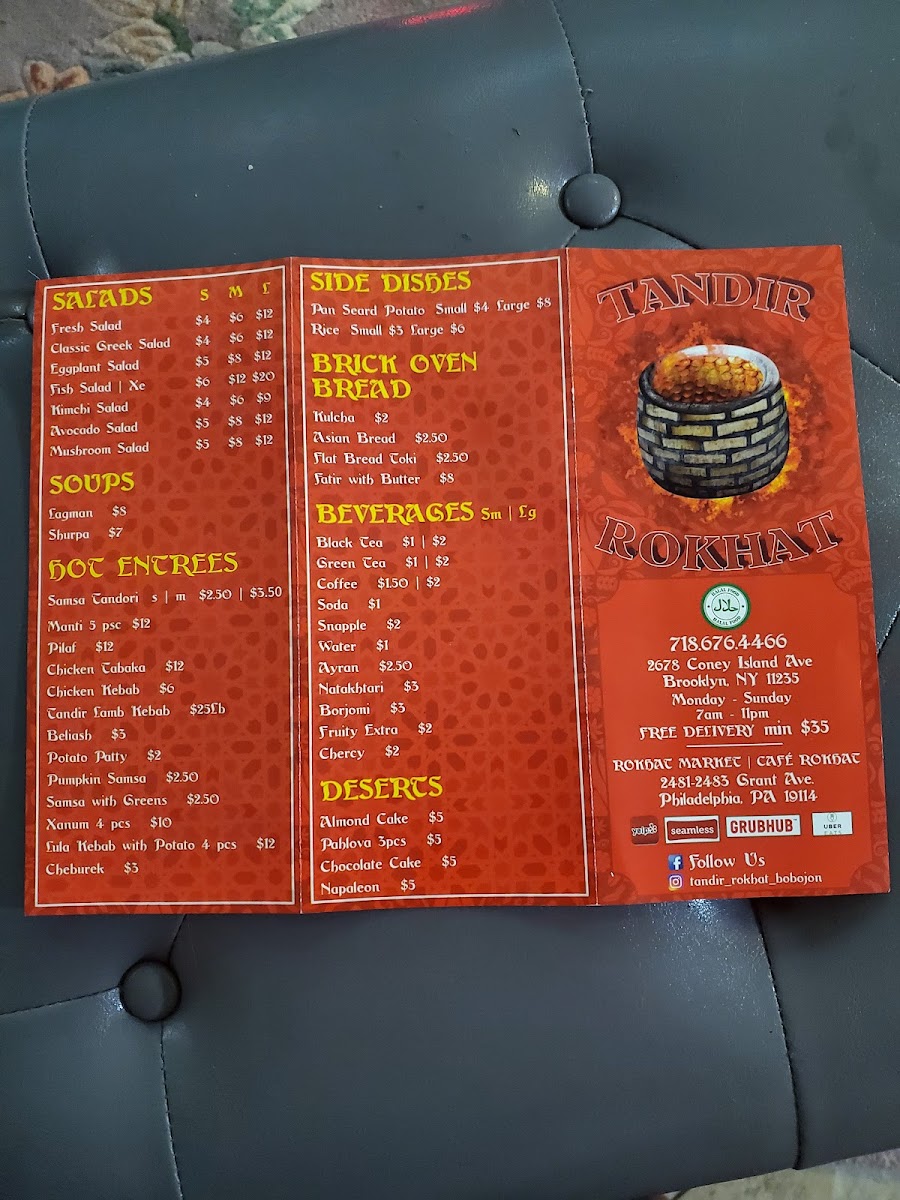 SALADS S M L
Fresh Salad $4 $6 $12
Classic Greek Salad $4 $6 $12
Eggplant Salad $5 $8 $12
Fish Salad | Xe $6 $12 $20
Kimchi Salad $4 $6 $9
Avocado Salad $5 $8 $12
Mushroom Salad $5 $8 $12
SOUPS
Lagman $8
Shurpa $7
HOT ENTREES
Samsa Tandori s | m $2.50 | $3.50
Manti 5 psc $12
Pilaf $12
Chicken Tabaka $12
Chicken Kebab $6
Tandir Lamb Kebab $25Lb
Beliash $3
Potato Patty $2
Pumpkin Samsa $2.50
Samsa with Greens $2.50
Xanum 4 pcs $10
Lula Kebab with Potato 4 pcs $12
Cheburek $3
SIDE DISHES
Pan Seard Potato Small $4 Large $8
Rice Small $3 Large $6
BRICK OVEN
BREAD
Kulcha $2
Asian Bread $2.50
Flat Bread Toki $2.50
Fatir with Butter $8
BEVERAGES Sm | Lg
Black Tea $1 | $2
Green Tea $1 | $2
Coffee $1.50 | $2
Soda $1
Snapple $2
Water $1
Ayran $2.50
Natakhtari $3
Borjomi $3
Fruity Extra $2
Chercy $2
DESERTS
Almond Cake $5
Pahlova 3pcs $5
Chocolate Cake $5
Napaleon $5
TANDIR
ROKHAT
HALAL FOOD
حلال
HALAL FOOD
718.676.4466
2678 Coney Island Ave
Brooklyn, NY 11235
Monday - Sunday
7am - 11pm
FREE DELIVERY min $35
ROKHAT MARKET | CAFÉ ROKHAT
2481-2483 Grant Ave.
Philadelphia, PA 19114
yelp seamless GRUBHUB UBER EATS
Follow Us
tandir_rokhat_bobojon